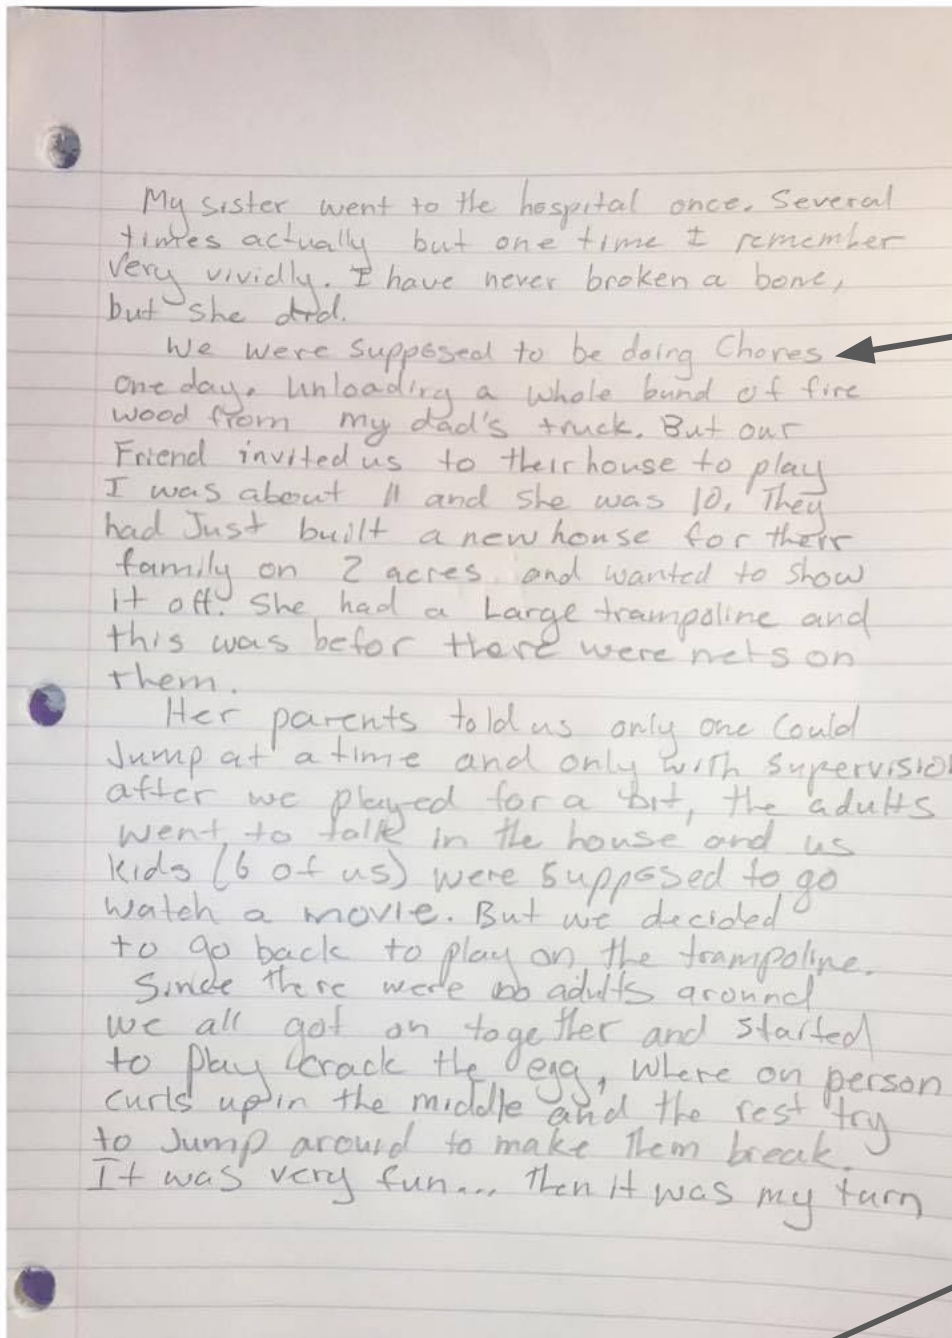 My sister went to the hospital once. Several
times actually but one time I remember
very vividly. I have never broken a bone,
but she did.
We were supposed to be doing Chores
one day. Unloading a whole bund of fire
wood from my dad's truck. But our
Friend invited us to their house to play
I was about 11 and she was 10. They
had Just built a new house for their
family on 2 acres and wanted to show
it off. She had a Large trampoline and
this was befor there were nets on
them.
Her parents told us only one Could
Jump at a time and only with supervision
after we played for a bit, the adults
went to talk in the house and us
kids (6 of us) were supposed to go
watch a movie. But we decided
to go back to play on the trampoline.
Since there were no adults around
we all got on together and started
to play crack the egg, where on person
curls up in the middle and the rest try
to Jump around to make them break.
It was very fun... then it was my turn